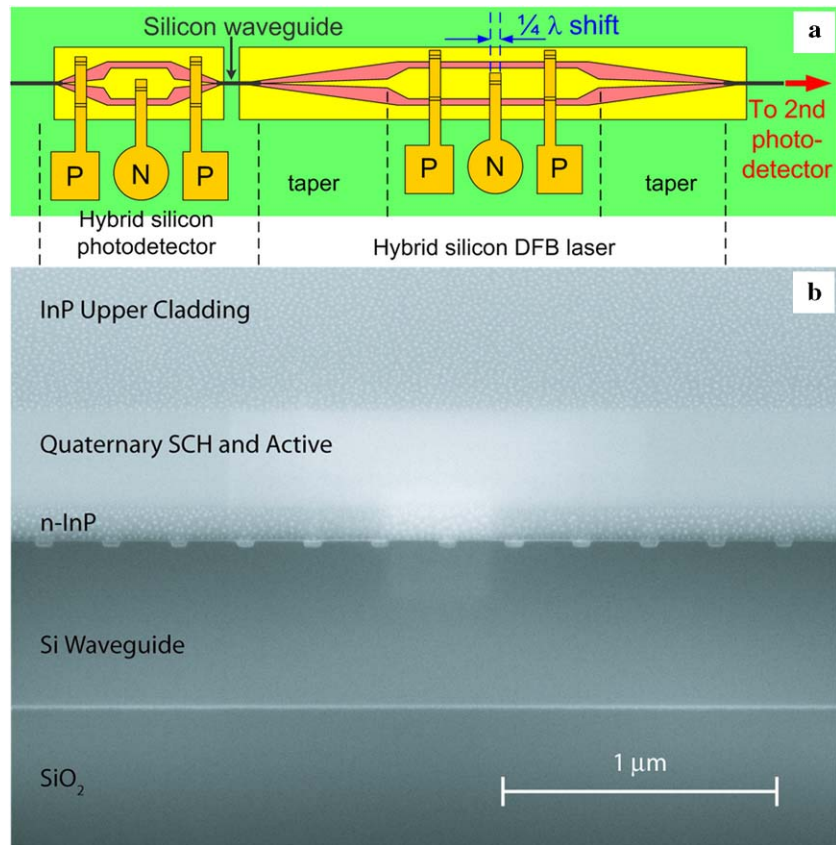 a
Silicon waveguide
¼ λ shift
To 2nd
photo-
detector
P
N
P
taper
P
N
P
taper
Hybrid silicon
photodetector
Hybrid silicon DFB laser
b
InP Upper Cladding
Quaternary SCH and Active
n-InP
Si Waveguide
1 μm
SiO₂